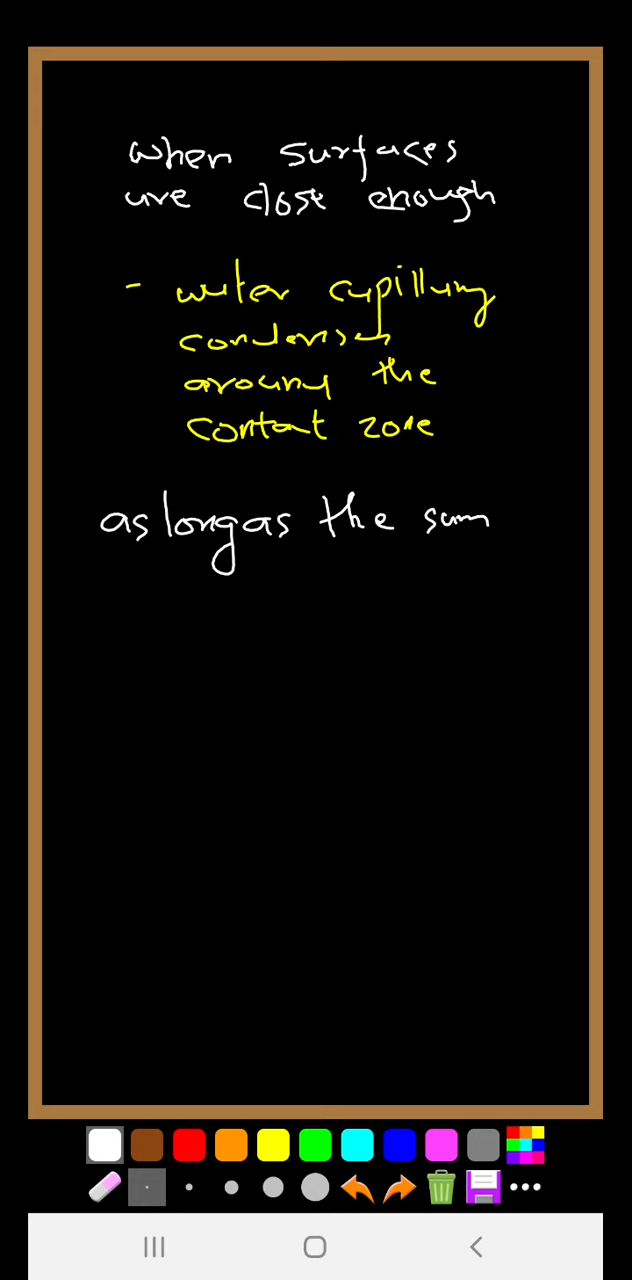 when surfaces
are close enough
- water capillary
condenses
around the
contact zone
as long as the sum